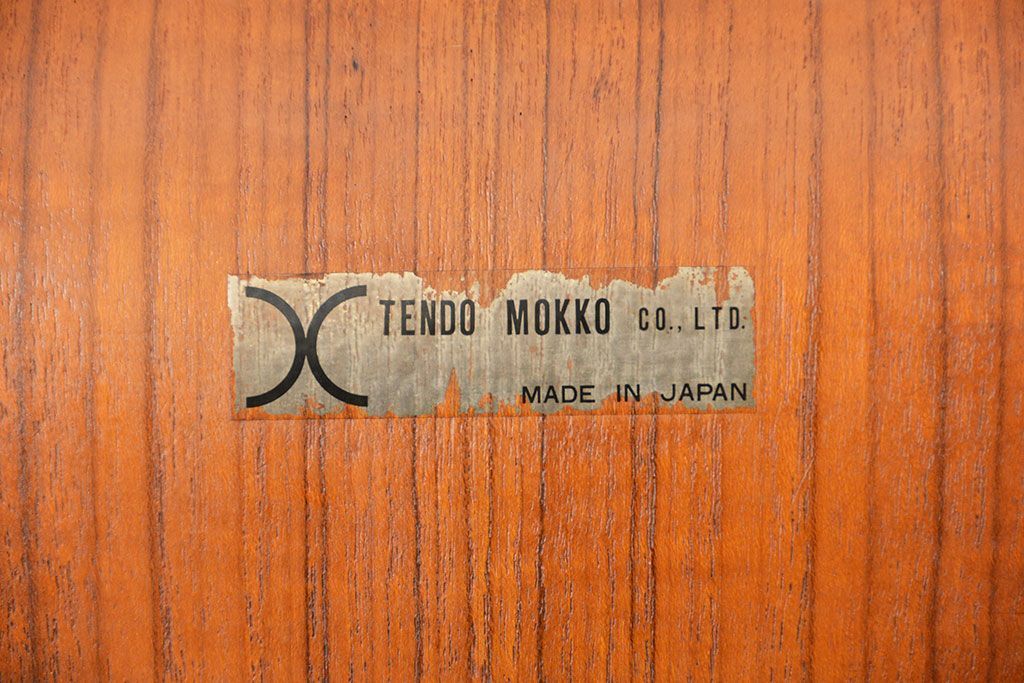 TENDO MOKKO CO., LTD.
MADE IN JAPAN